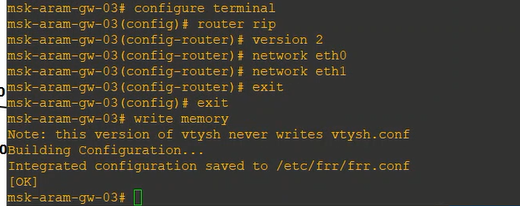 msk-aram-gw-03# configure terminal
msk-aram-gw-03(config)# router rip
msk-aram-gw-03(config-router)# version 2
msk-aram-gw-03(config-router)# network eth0
msk-aram-gw-03(config-router)# network eth1
msk-aram-gw-03(config-router)# exit
msk-aram-gw-03(config)# exit
msk-aram-gw-03# write memory
Note: this version of vtysh never writes vtysh.conf
Building Configuration...
Integrated configuration saved to /etc/frr/frr.conf
[OK]
msk-aram-gw-03#